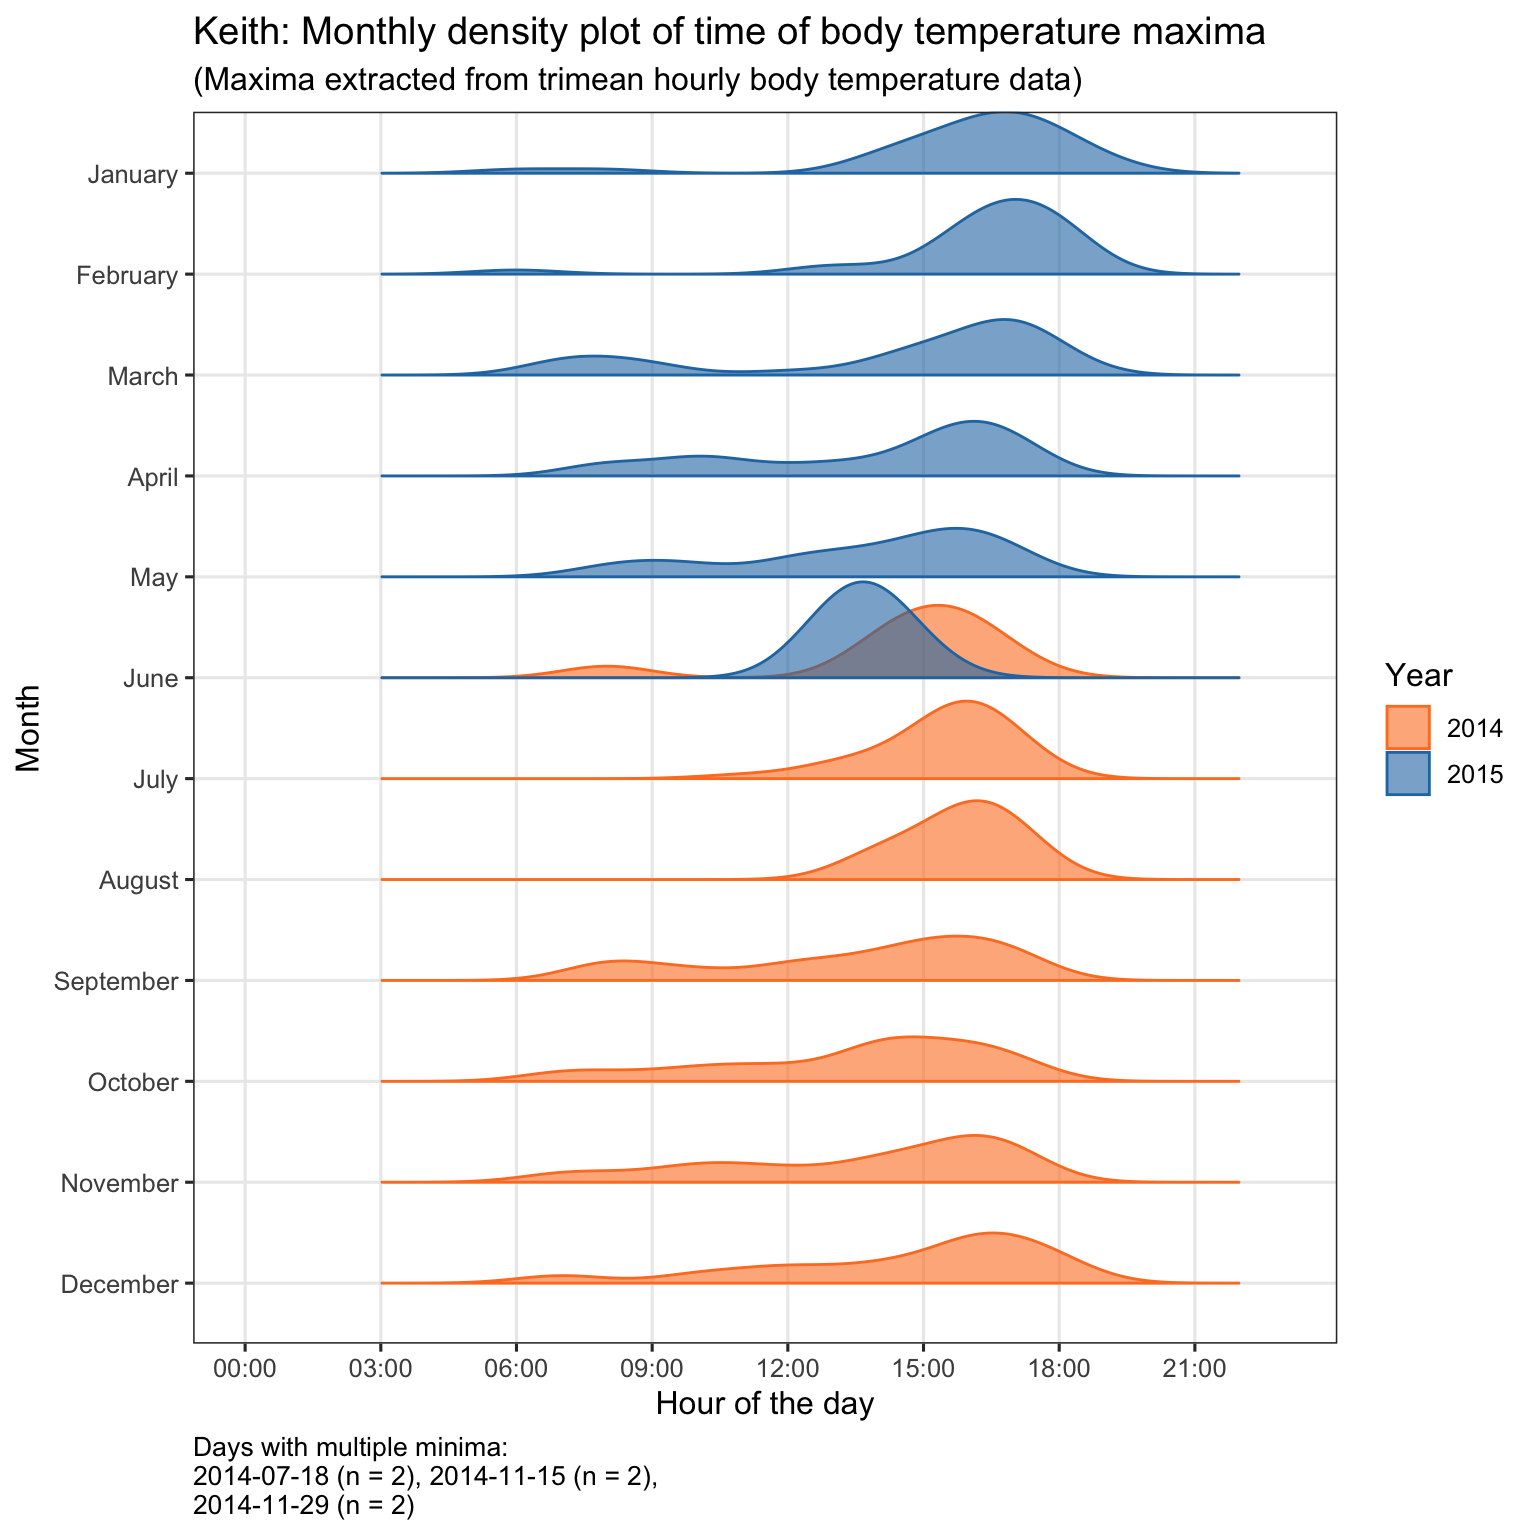 Keith: Monthly density plot of time of body temperature maxima
(Maxima extracted from trimean hourly body temperature data)
January
February
March
April
May
June
July
August
September
October
November
December
Month
00:00 03:00 06:00 09:00 12:00 15:00 18:00 21:00
Hour of the day
Year
2014
2015
Days with multiple minima:
2014-07-18 (n = 2), 2014-11-15 (n = 2),
2014-11-29 (n = 2)